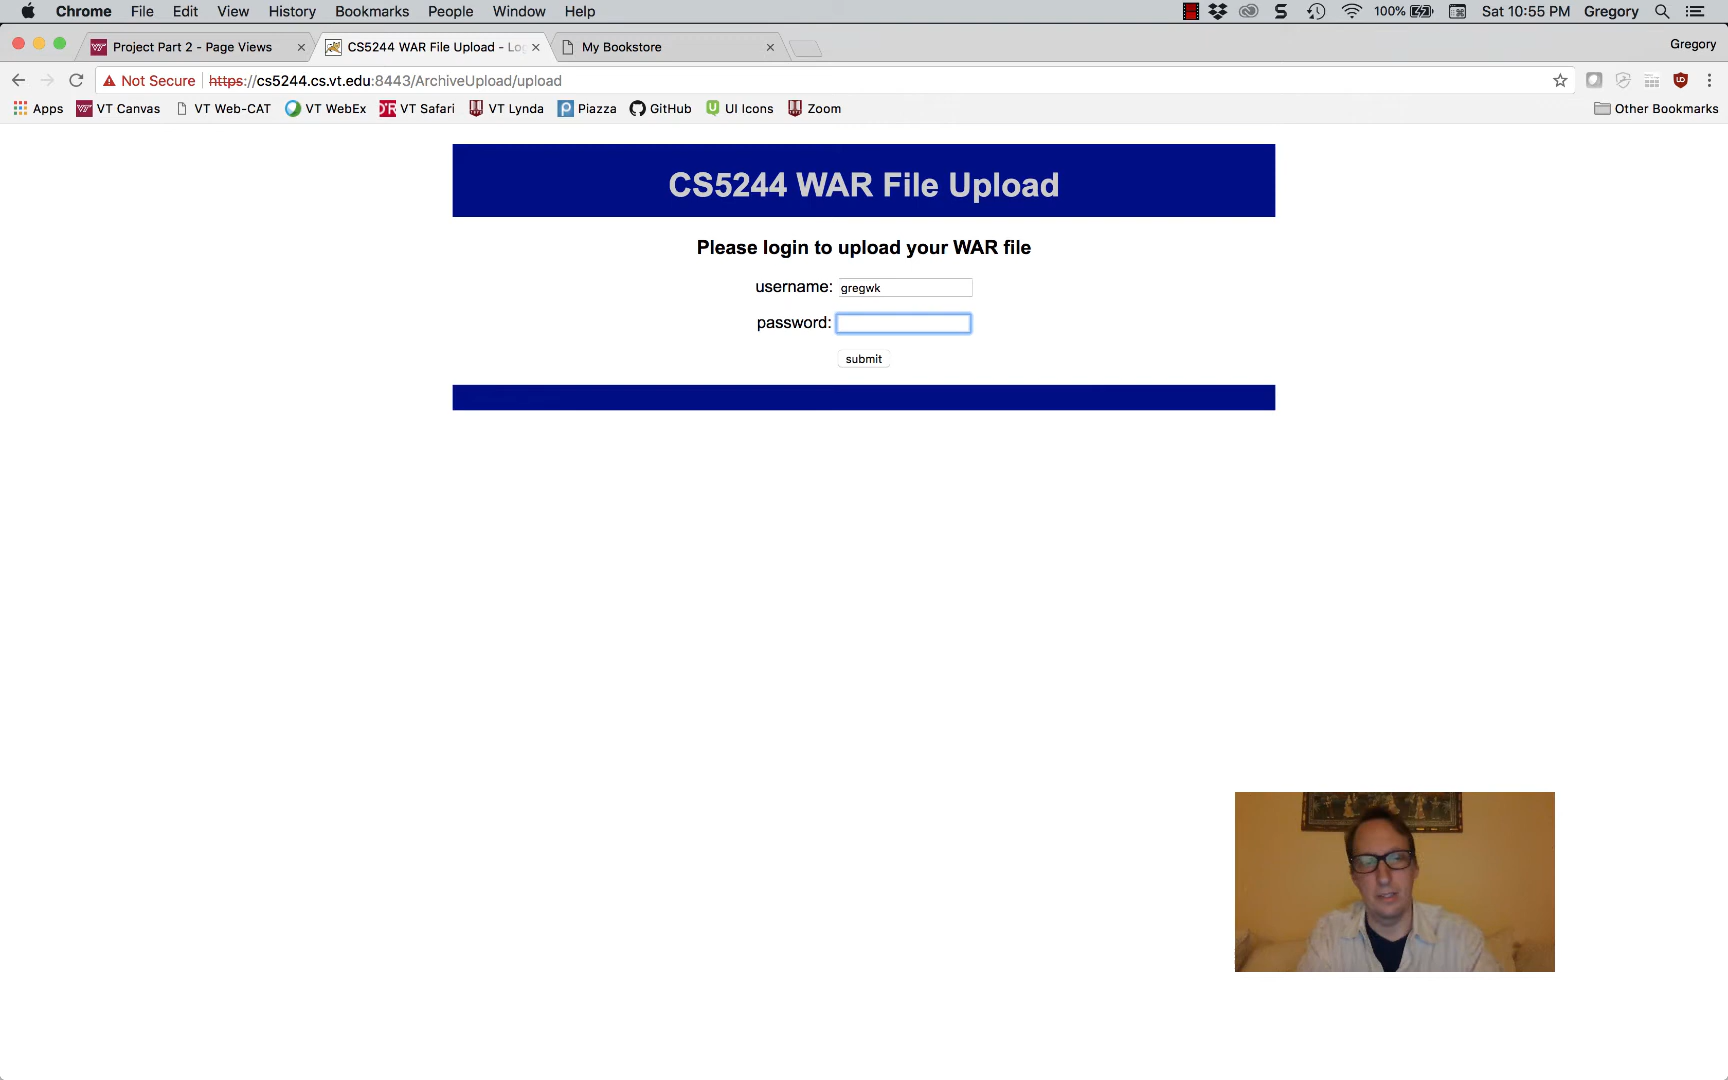 Chrome File Edit View History Bookmarks People Window Help 100% Sat 10:55 PM Gregory
Project Part 2 - Page Views CS5244 WAR File Upload - Lo My Bookstore Gregory
Not Secure https://cs5244.cs.vt.edu:8443/ArchiveUpload/upload
Apps VT Canvas VT Web-CAT VT WebEx VT Safari VT Lynda Piazza GitHub UI Icons Zoom Other Bookmarks
CS5244 WAR File Upload
Please login to upload your WAR file
username: gregwk
password:
submit